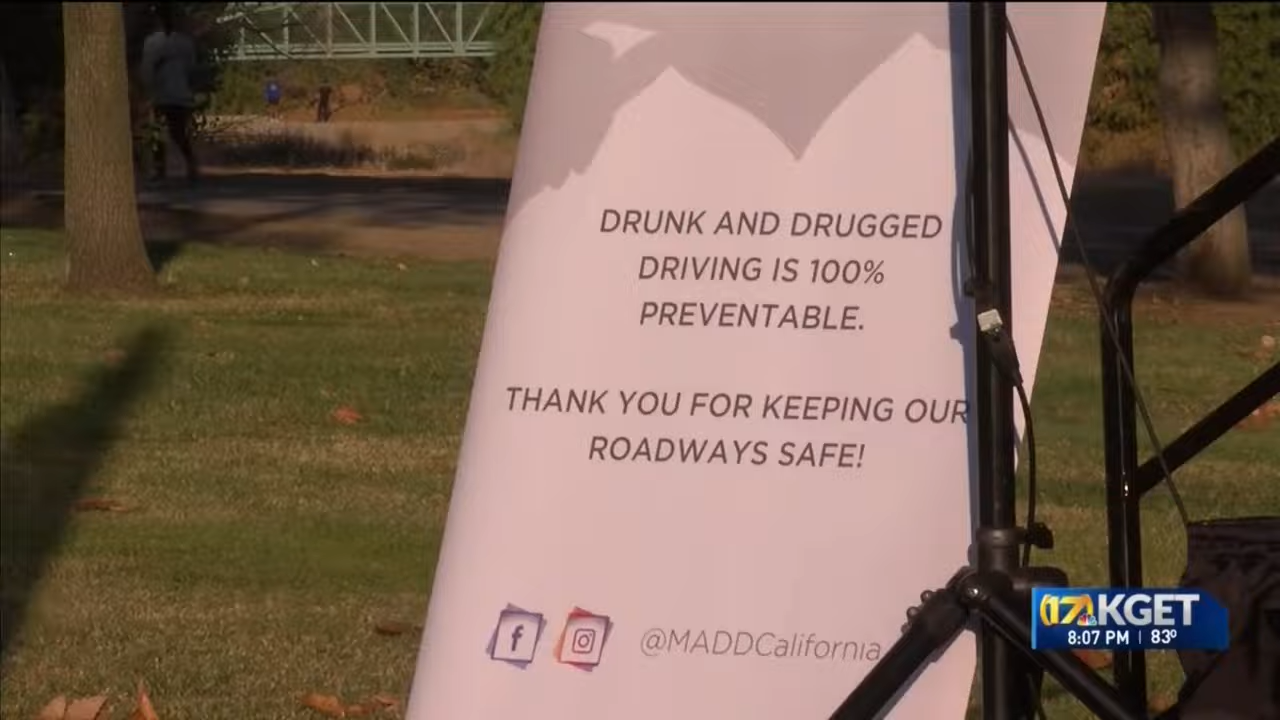 DRUNK AND DRUGGED
DRIVING IS 100%
PREVENTABLE.
THANK YOU FOR KEEPING OUR
ROADWAYS SAFE!
f
@MADDCalifornia
17 KGET
8:07 PM | 83°